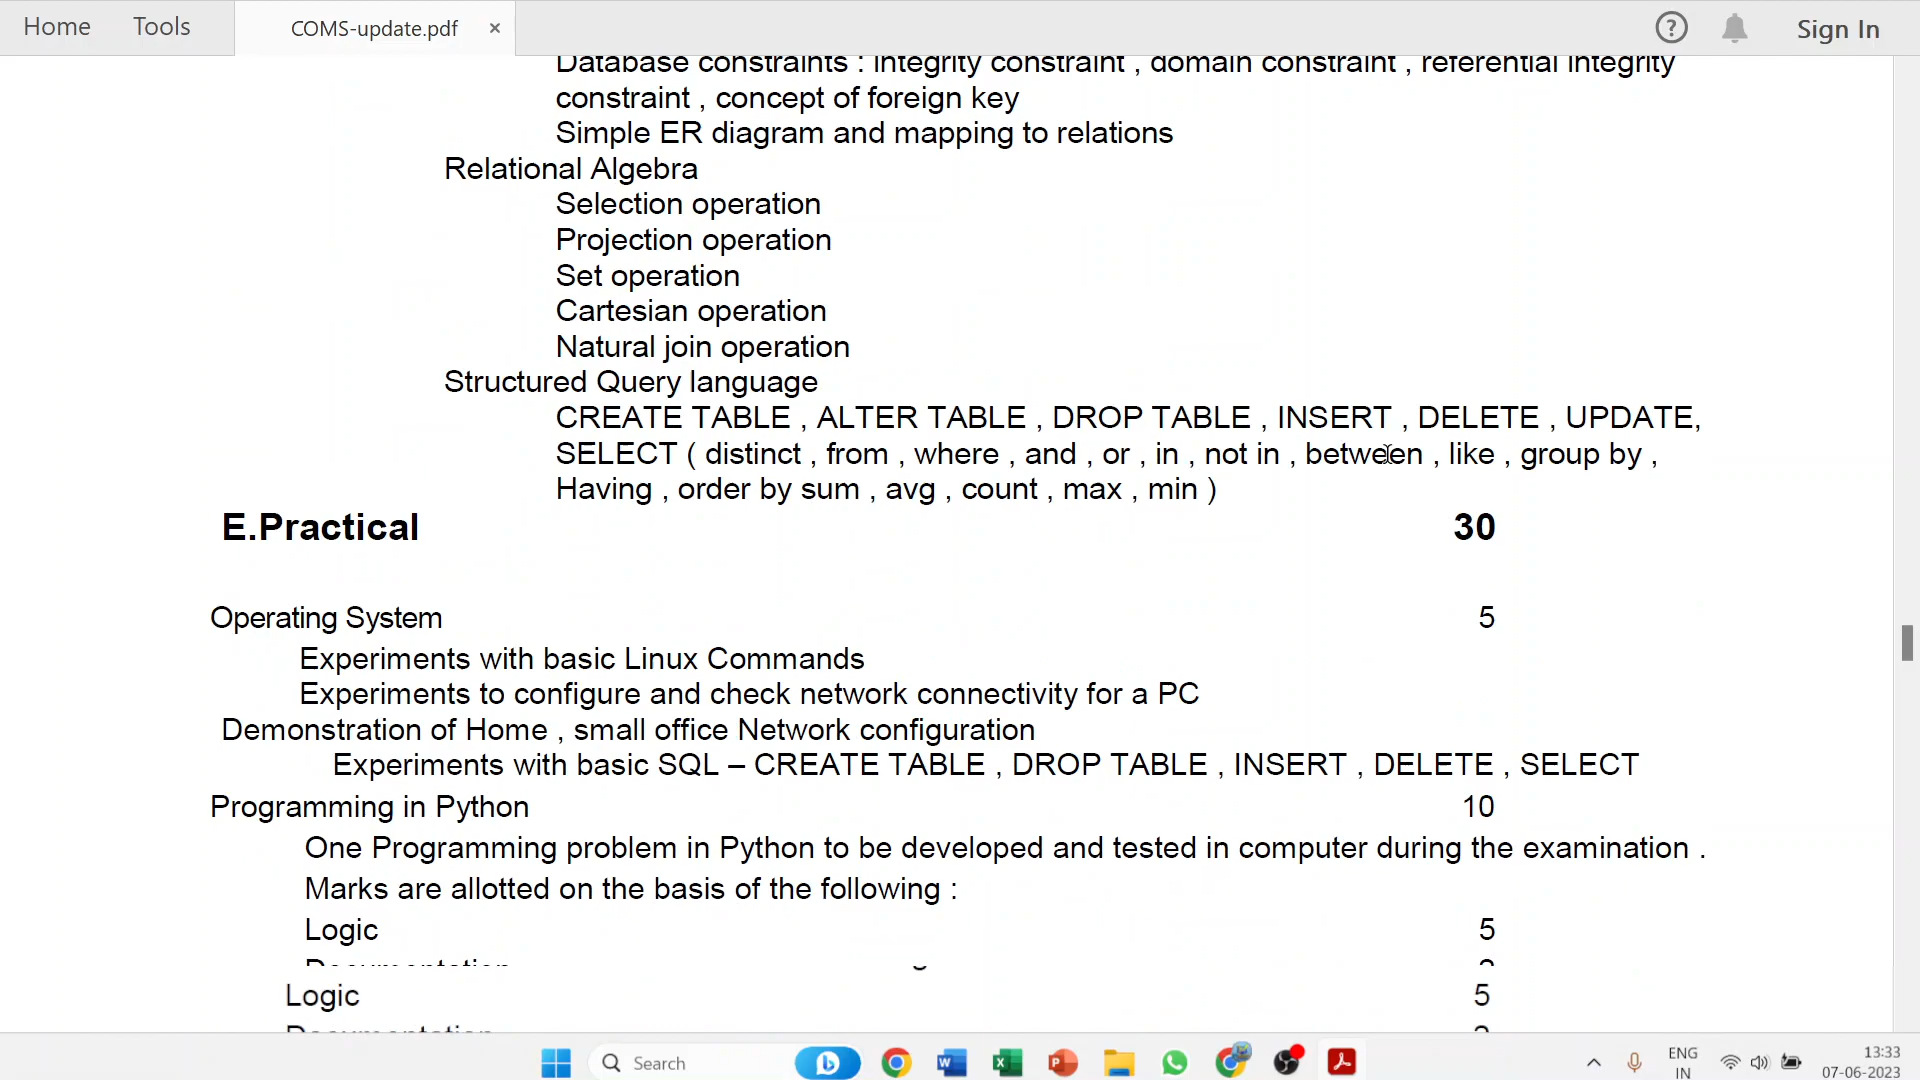 Home Tools COMS-update.pdf × ? Sign In
Database constraints : integrity constraint , domain constraint , referential integrity
constraint , concept of foreign key
Simple ER diagram and mapping to relations
Relational Algebra
Selection operation
Projection operation
Set operation
Cartesian operation
Natural join operation
Structured Query language
CREATE TABLE , ALTER TABLE , DROP TABLE , INSERT , DELETE , UPDATE,
SELECT ( distinct , from , where , and , or , in , not in , between , like , group by ,
Having , order by sum , avg , count , max , min )
E.Practical 30
Operating System 5
Experiments with basic Linux Commands
Experiments to configure and check network connectivity for a PC
Demonstration of Home , small office Network configuration
Experiments with basic SQL – CREATE TABLE , DROP TABLE , INSERT , DELETE , SELECT
Programming in Python 10
One Programming problem in Python to be developed and tested in computer during the examination .
Marks are allotted on the basis of the following :
Logic 5
Logic 5
Search
ENG
IN
13:33
07-06-2023